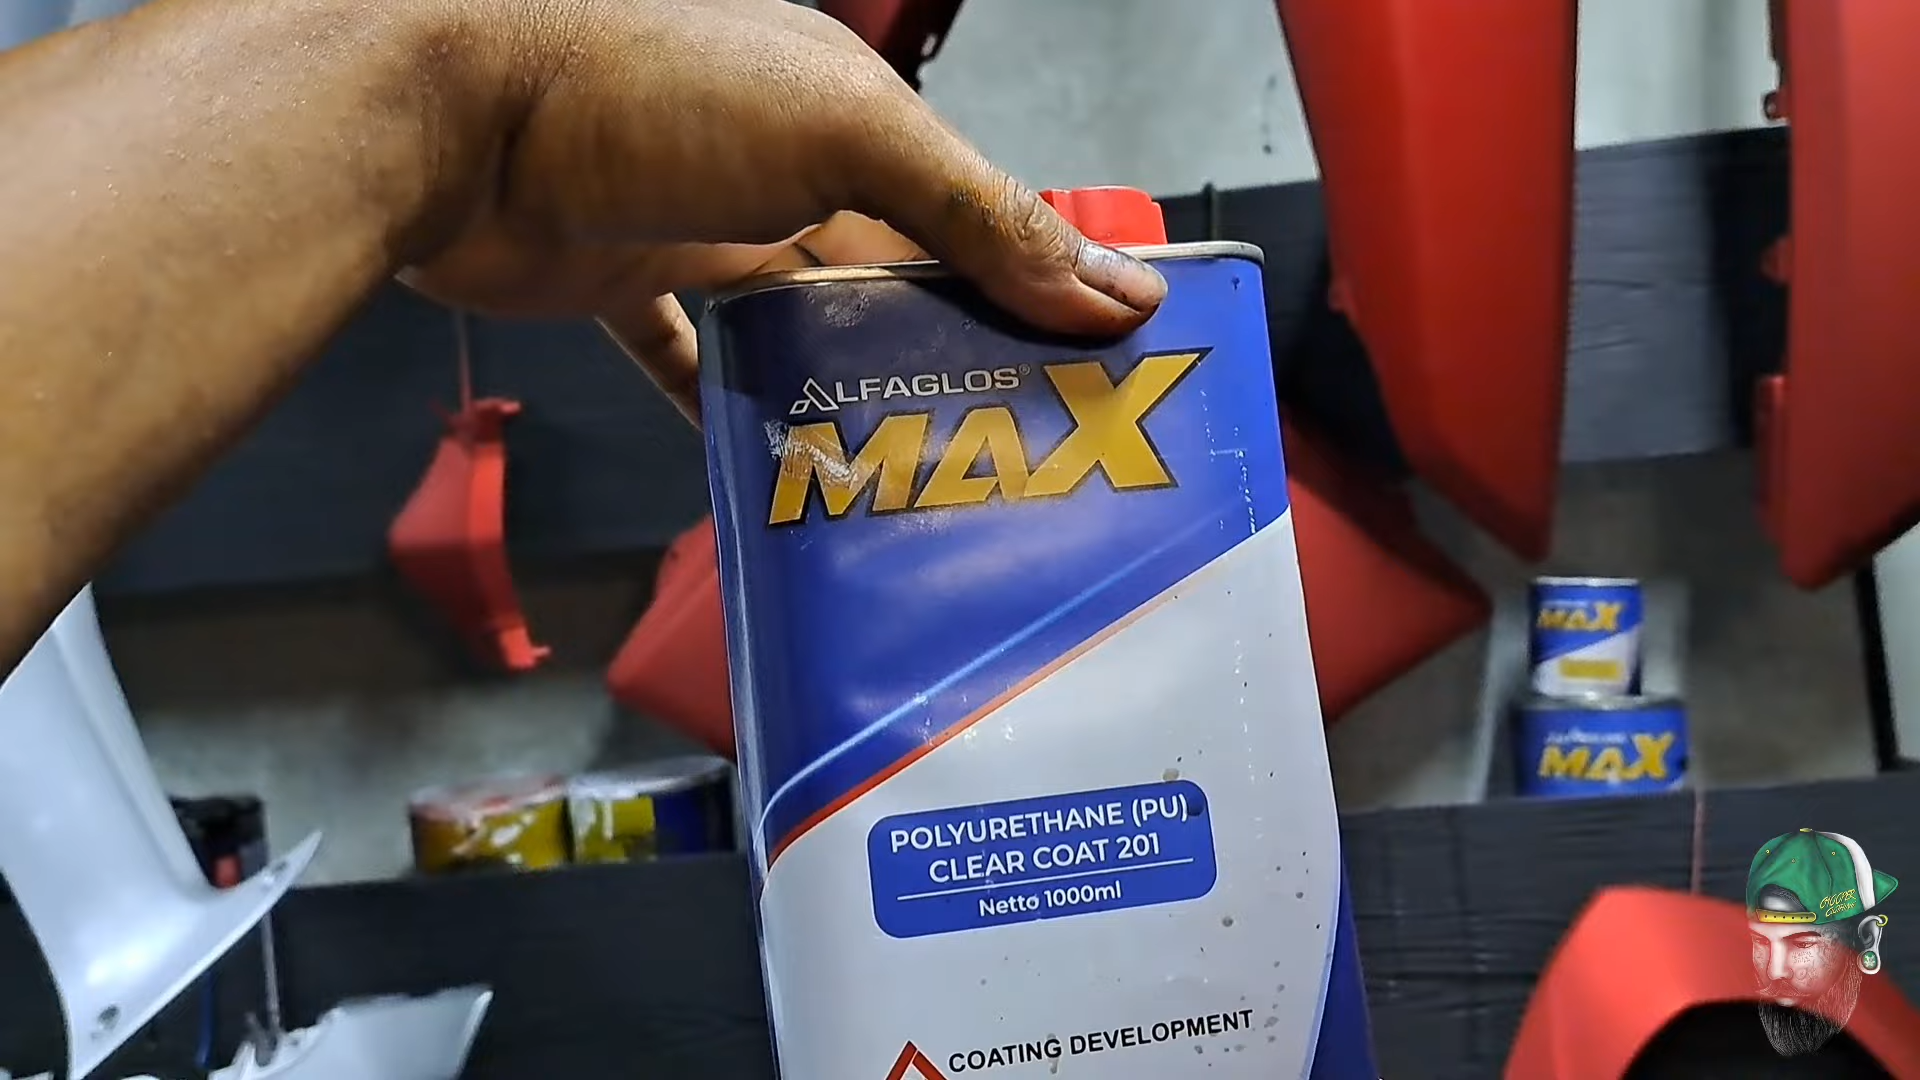 ALFAGLOS®
MAX
POLYURETHANE (PU)
CLEAR COAT 201
Netto 1000ml
COATING DEVELOPMENT
MAX
MAX